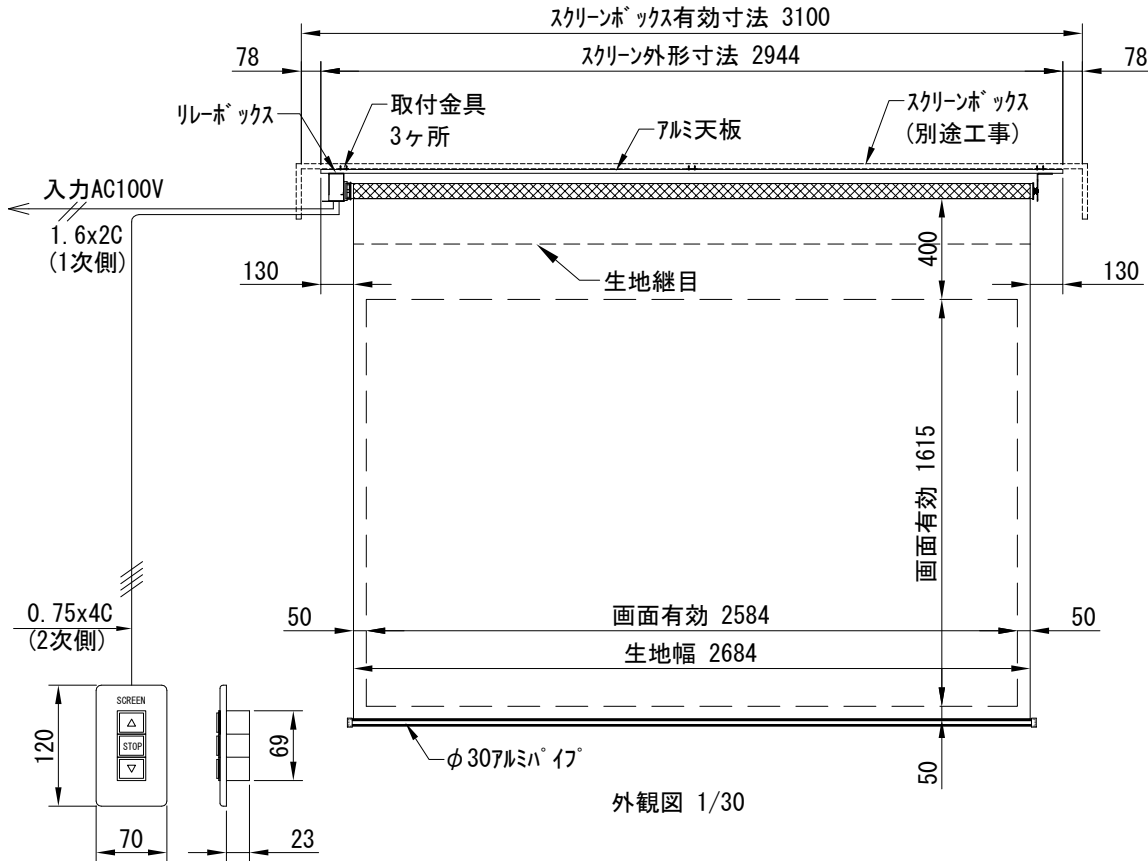 スクリーンボックス有効寸法 3100
78
スクリーン外形寸法 2944
78
リレーボックス
取付金具
3ヶ所
アルミ天板
スクリーンボックス
(別途工事)
入力AC100V
1.6x2C
(1次側)
130
生地継目
400
130
画面有効 1615
0.75x4C
(2次側)
50
画面有効 2584
50
生地幅 2684
SCREEN
△
STOP
▽
120
69
70
23
φ30アルミパイプ
50
外観図 1/30